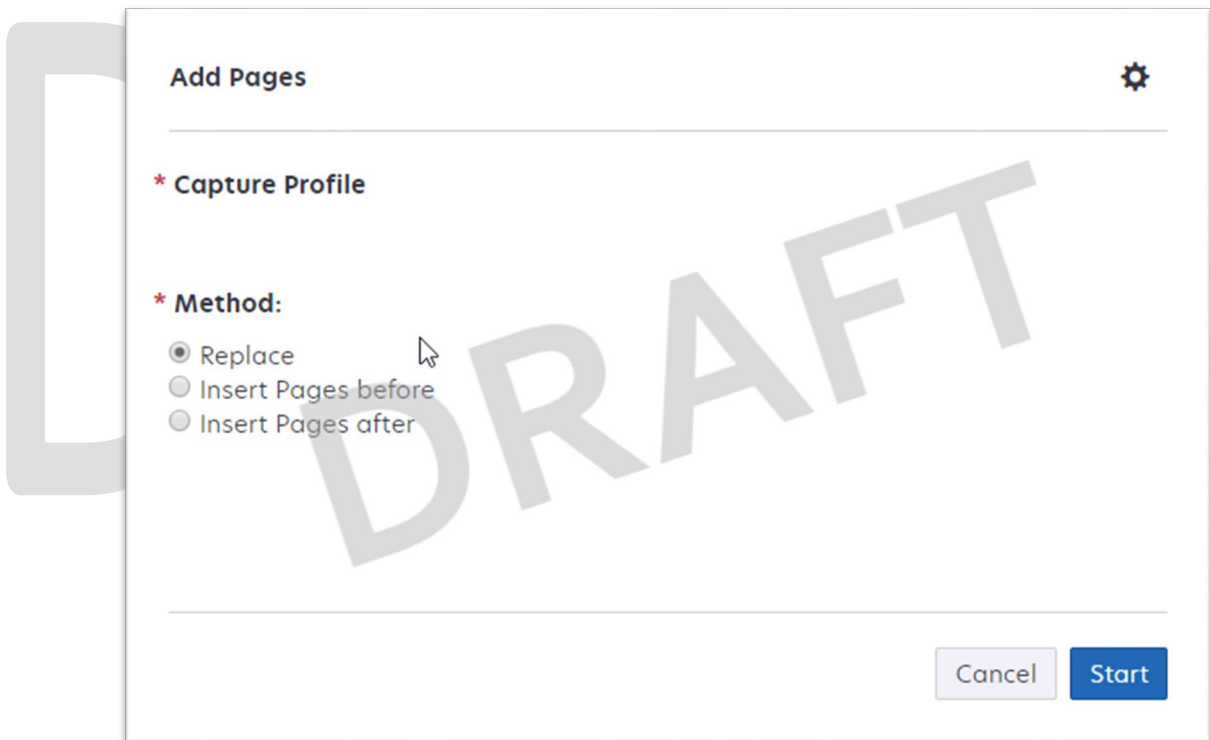 Add Pages
* Capture Profile
* Method:
Replace
Insert Pages before
Insert Pages after
DRAFT
Cancel
Start